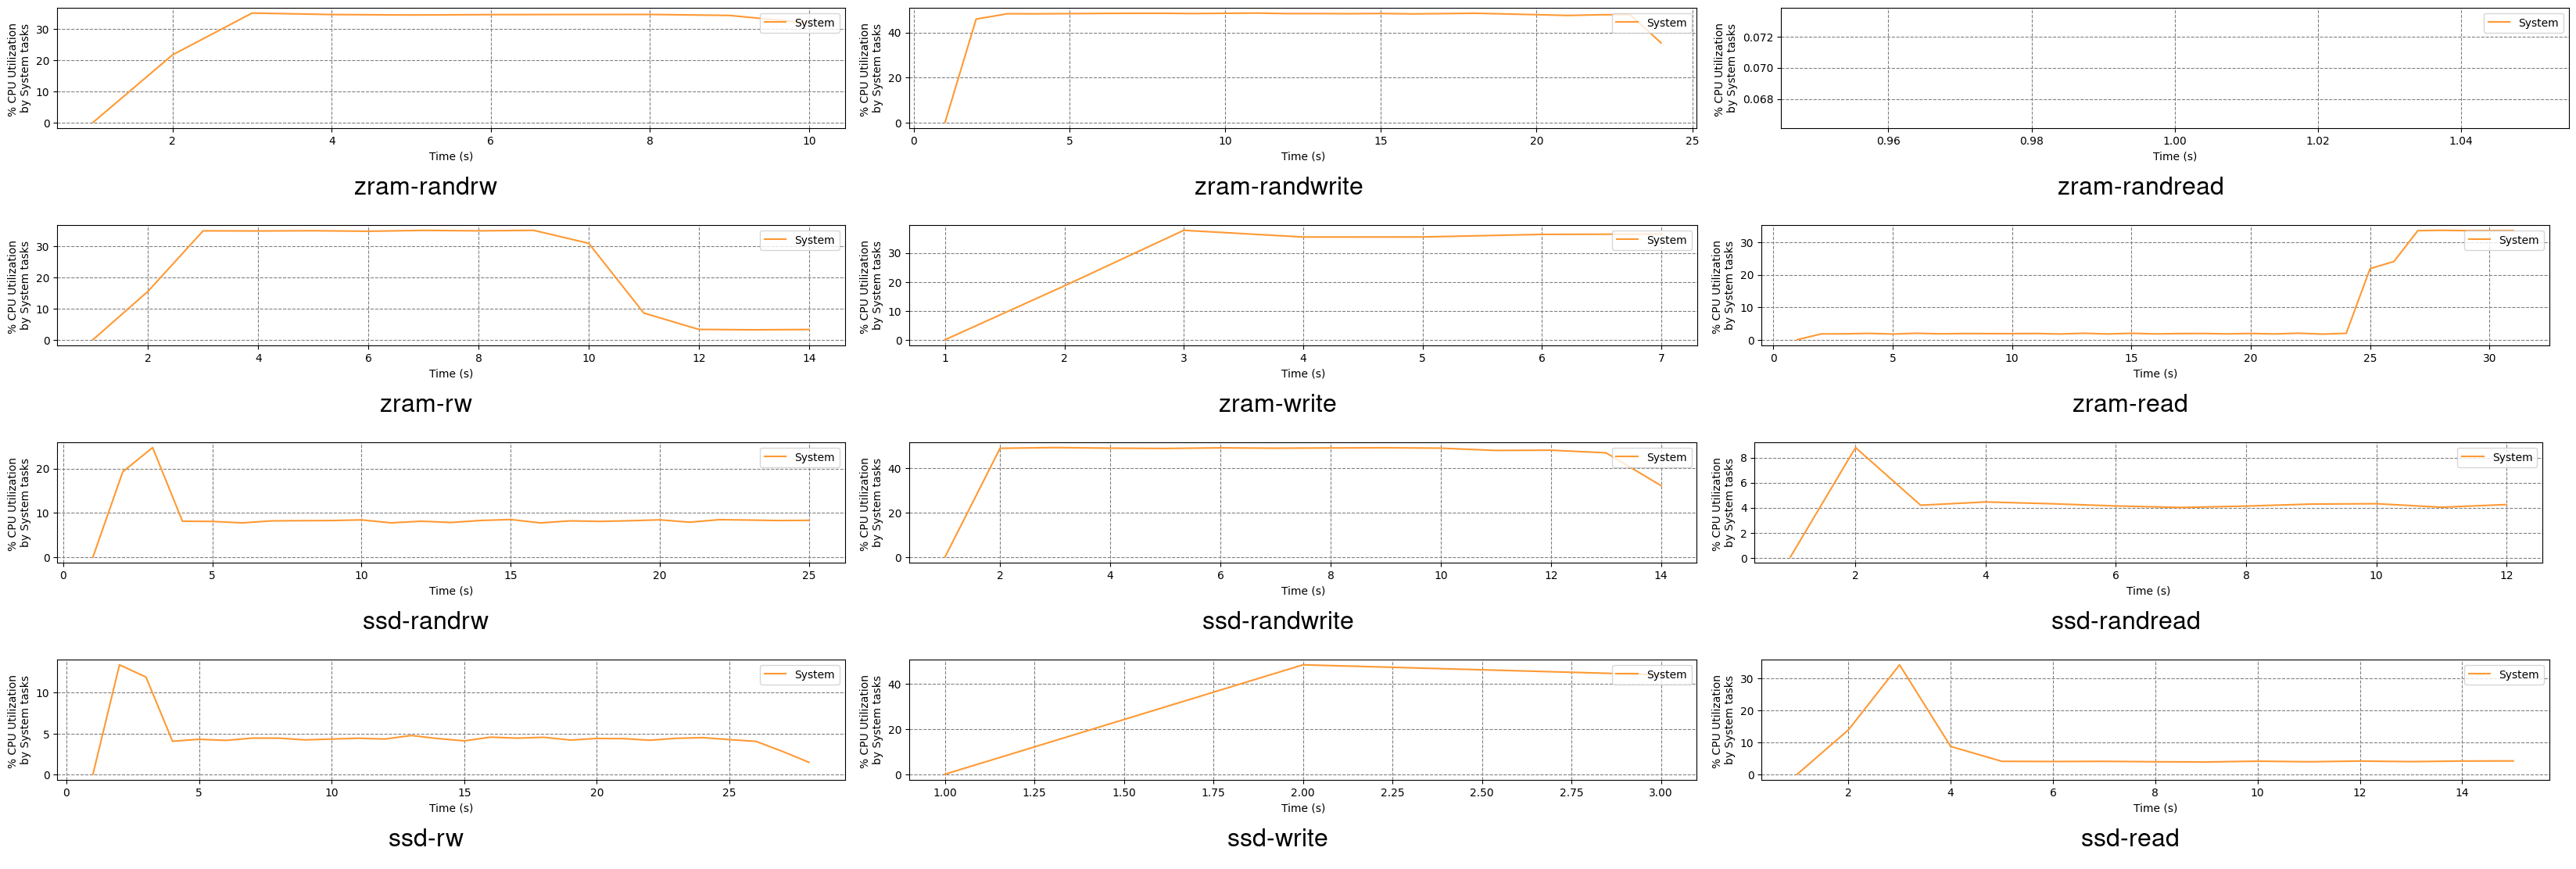 % CPU Utilization
by System tasks
30
20
10
0
System
2
4
6
8
10
Time (s)
zram-randrw
% CPU Utilization
by System tasks
40
20
0
System
0
5
10
15
20
25
Time (s)
zram-randwrite
% CPU Utilization
by System tasks
0.072
0.070
0.068
System
0.96
0.98
1.00
1.02
1.04
Time (s)
zram-randread
% CPU Utilization
by System tasks
30
20
10
0
System
2
4
6
8
10
12
14
Time (s)
zram-rw
% CPU Utilization
by System tasks
30
20
10
0
System
1
2
3
4
5
6
7
Time (s)
zram-write
% CPU Utilization
by System tasks
30
20
10
0
System
0
5
10
15
20
25
30
Time (s)
zram-read
% CPU Utilization
by System tasks
20
10
0
System
0
5
10
15
20
25
Time (s)
ssd-randrw
% CPU Utilization
by System tasks
40
20
0
System
2
4
6
8
10
12
14
Time (s)
ssd-randwrite
% CPU Utilization
by System tasks
8
6
4
2
0
System
2
4
6
8
10
12
Time (s)
ssd-randread
% CPU Utilization
by System tasks
10
5
0
System
0
5
10
15
20
25
Time (s)
ssd-rw
% CPU Utilization
by System tasks
40
20
0
System
1.00
1.25
1.50
1.75
2.00
2.25
2.50
2.75
3.00
Time (s)
ssd-write
% CPU Utilization
by System tasks
30
20
10
0
System
2
4
6
8
10
12
14
Time (s)
ssd-read